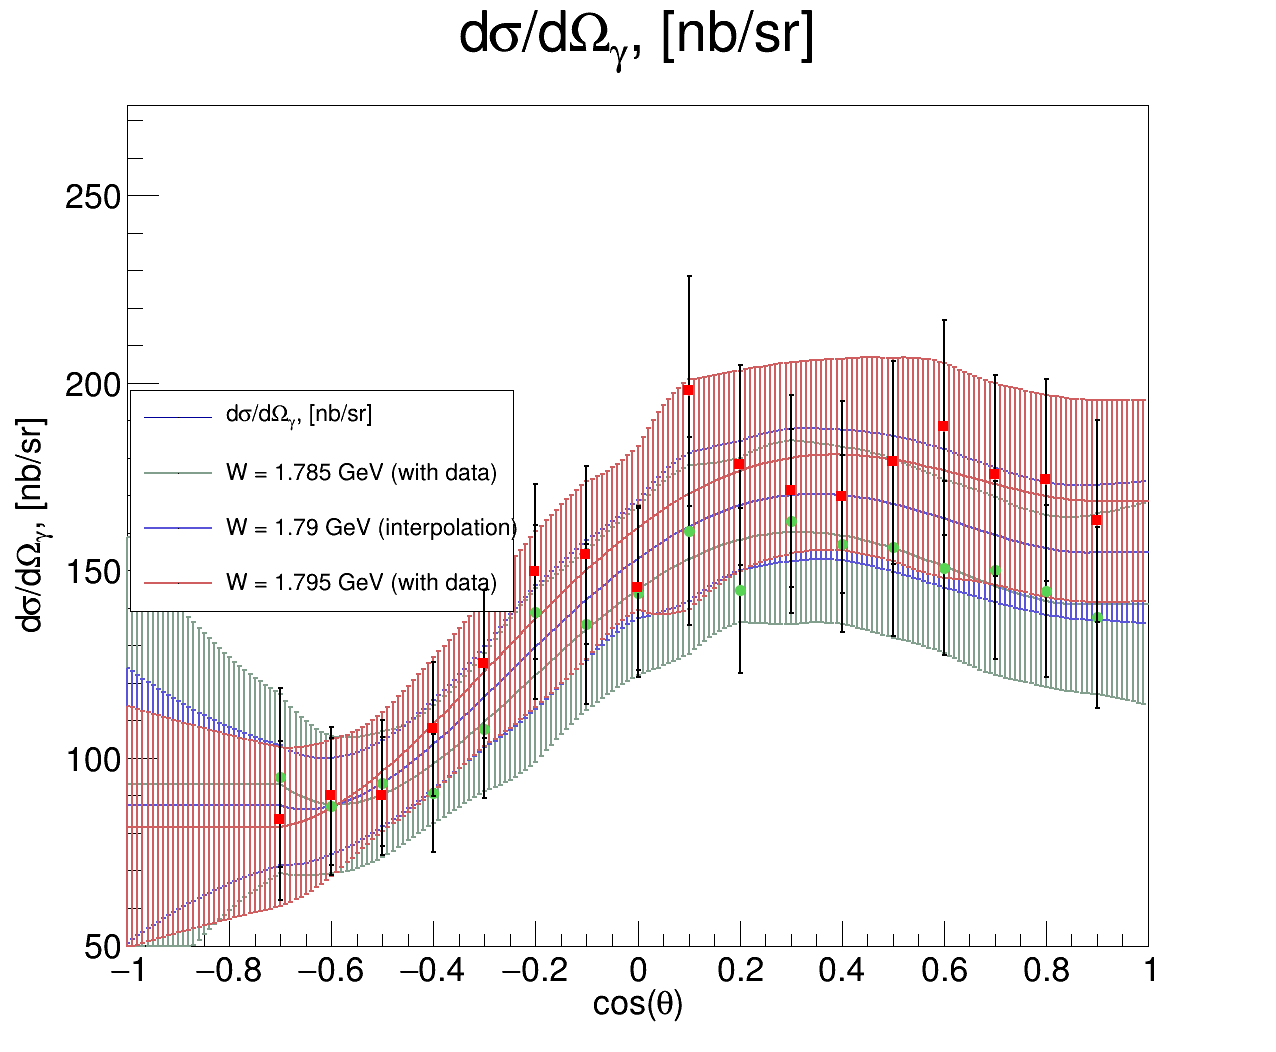 dσ/dΩγ, [nb/sr]
250
200
150
100
50
dσ/dΩγ, [nb/sr]
dσ/dΩγ, [nb/sr]
W = 1.785 GeV (with data)
W = 1.79 GeV (interpolation)
W = 1.795 GeV (with data)
−1 −0.8 −0.6 −0.4 −0.2 0 0.2 0.4 0.6 0.8 1
cos(θ)